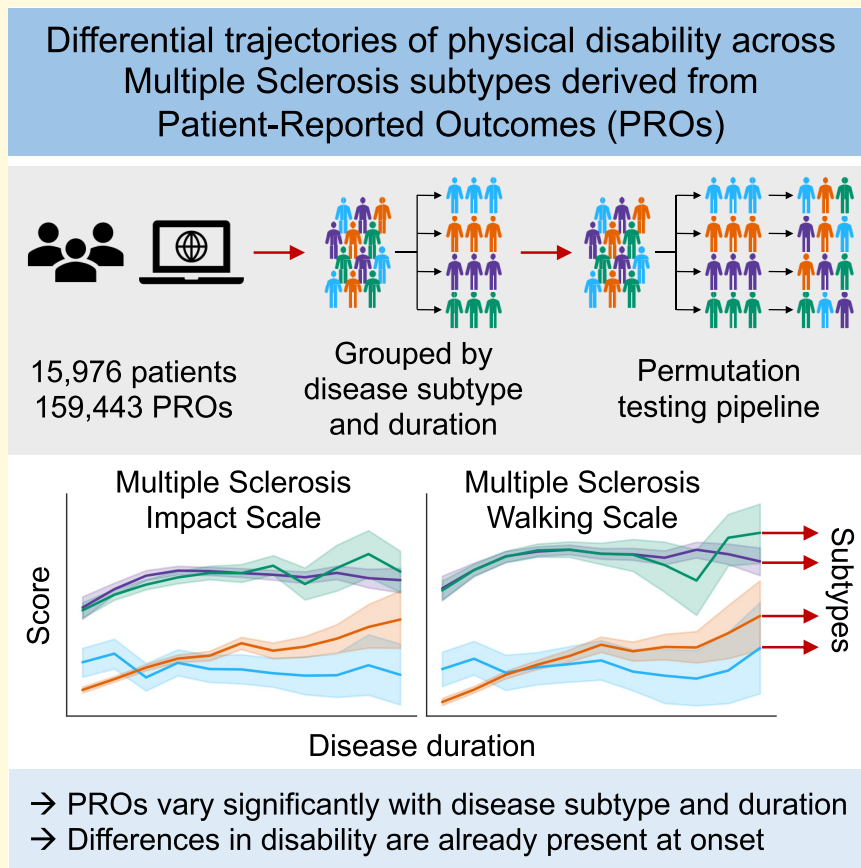 Differential trajectories of physical disability across
Multiple Sclerosis subtypes derived from
Patient-Reported Outcomes (PROs)
15,976 patients
159,443 PROs
Grouped by
disease subtype
and duration
Permutation
testing pipeline
Multiple Sclerosis
Impact Scale
Multiple Sclerosis
Walking Scale
Score
Subtypes
Disease duration
→ PROs vary significantly with disease subtype and duration
→ Differences in disability are already present at onset